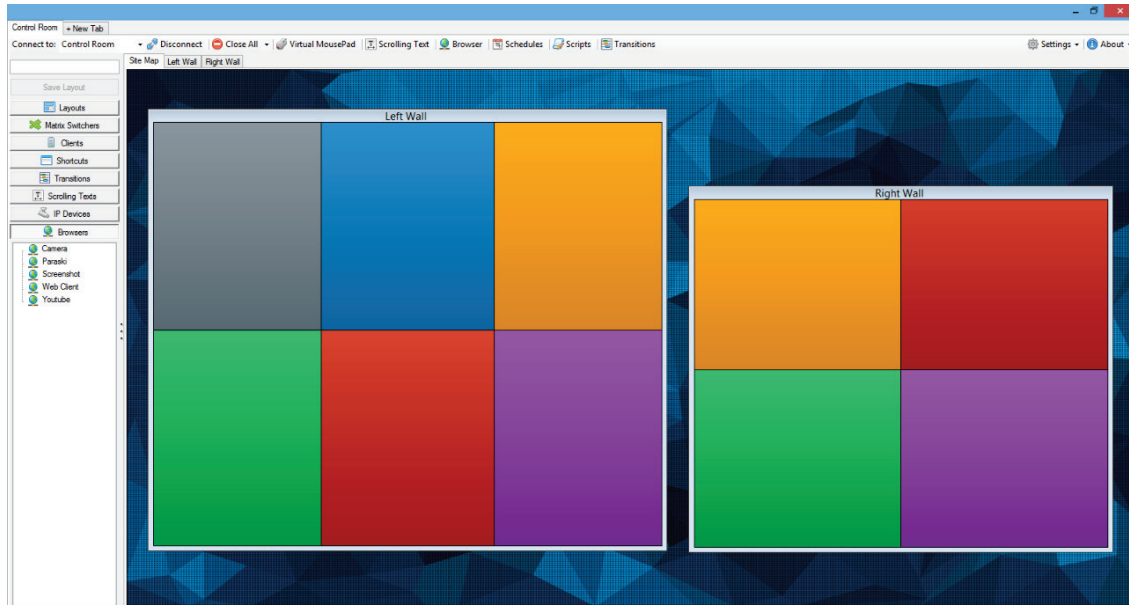 Control Room + New Tab
Connect to: Control Room Disconnect Close All Virtual MousePad Scrolling Text Browser Schedules Scripts Transitions Settings About
Site Map Left Wall Right Wall
Save Layout
Layouts
Matrix Switchers
Clients
Shortcuts
Transitions
Scrolling Texts
IP Devices
Browsers
Camera
Paraski
Screenshot
Web Client
Youtube
Left Wall
Right Wall